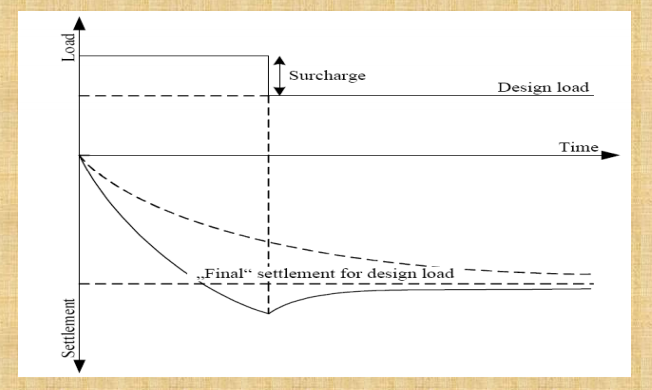 Load
Surcharge
Design load
Time
„Final“ settlement for design load
Settlement